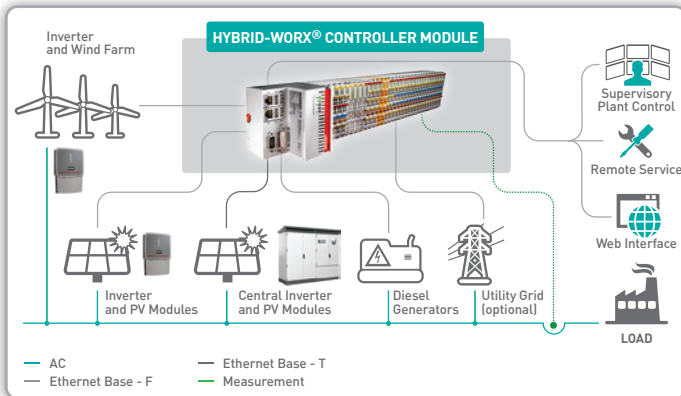 HYBRID-WORX® CONTROLLER MODULE
Inverter
and Wind Farm
Supervisory
Plant Control
Remote Service
Web Interface
Inverter
and PV Modules
Central Inverter
and PV Modules
Diesel
Generators
Utility Grid
(optional)
LOAD
AC
Ethernet Base - F
Ethernet Base - T
Measurement